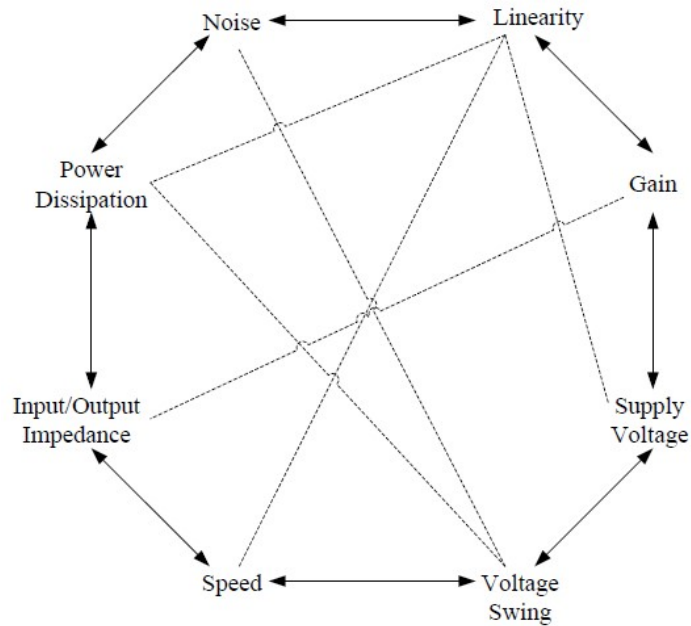 Noise
Linearity
Power
Dissipation
Gain
Input/Output
Impedance
Supply
Voltage
Speed
Voltage
Swing